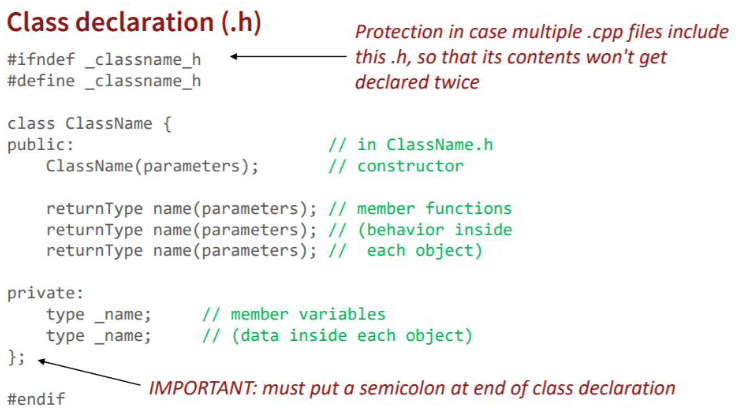 Class declaration (.h)
Protection in case multiple .cpp files include
this .h, so that its contents won't get
declared twice
#ifndef _classname_h
#define _classname_h
class ClassName {
public: // in ClassName.h
ClassName(parameters); // constructor
returnType name(parameters); // member functions
returnType name(parameters); // (behavior inside
returnType name(parameters); // each object)
private:
type _name; // member variables
type _name; // (data inside each object)
};
IMPORTANT: must put a semicolon at end of class declaration
#endif